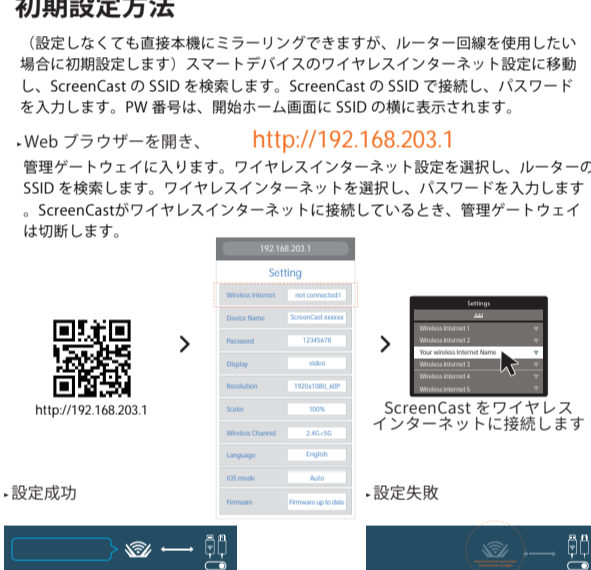 初期設定方法
（設定しなくても直接本機にミラーリングできますが、ルーター回線を使用したい
場合に初期設定します）スマートデバイスのワイヤレスインターネット設定に移動
し、ScreenCast の SSID を検索します。ScreenCast の SSID で接続し、パスワード
を入力します。PW 番号は、開始ホーム画面に SSID の横に表示されます。
Web ブラウザーを開き、 http://192.168.203.1
管理ゲートウェイに入ります。ワイヤレスインターネット設定を選択し、ルーターの
SSID を検索します。ワイヤレスインターネットを選択し、パスワードを入力します
。ScreenCastがワイヤレスインターネットに接続しているとき、管理ゲートウェイ
は切断します。
192.168.203.1
Setting
Wireless Internet not connected !
Device Name ScreenCast xxxxxx
Password 12345678
Display video
Resolution 1920x1080_60P
Scaler 100%
Wireless Channel 2.4G+5G
Language English
iOS mode Auto
Firmware Firmware up to date
http://192.168.203.1
Settings
Wireless Internet 1
Wireless Internet 2
Your wireless Internet Name
Wireless Internet 3
Wireless Internet 4
Wireless Internet 5
ScreenCast をワイヤレス
インターネットに接続します
設定成功
設定失敗